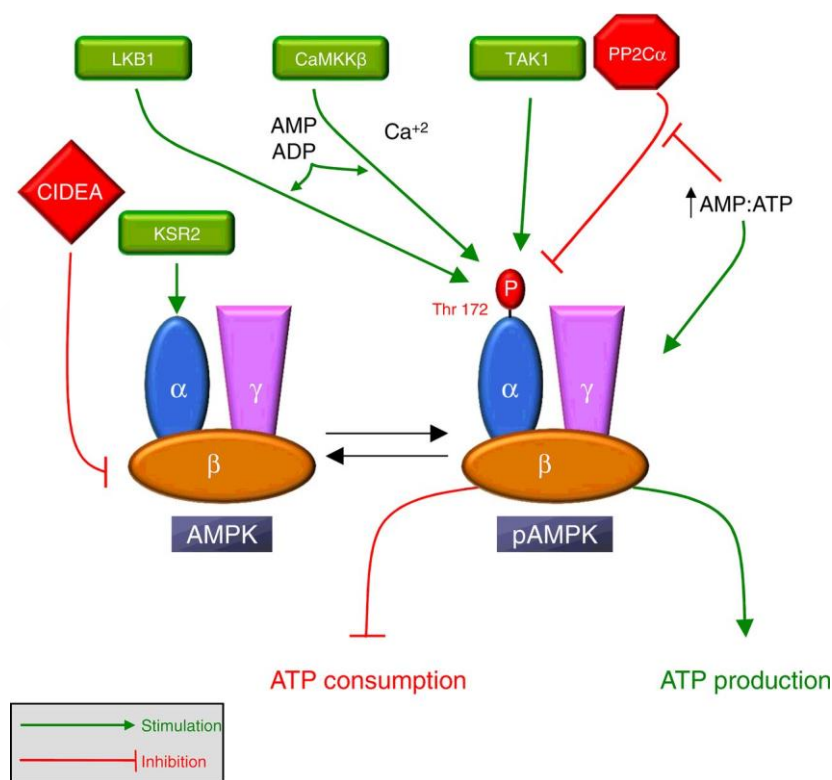 LKB1
CaMKKβ
TAK1
PP2Cα
AMP
ADP
Ca+2
CIDEA
KSR2
AMP:ATP
P
Thr 172
α
γ
α
γ
β
β
AMPK
pAMPK
ATP consumption
ATP production
Stimulation
Inhibition